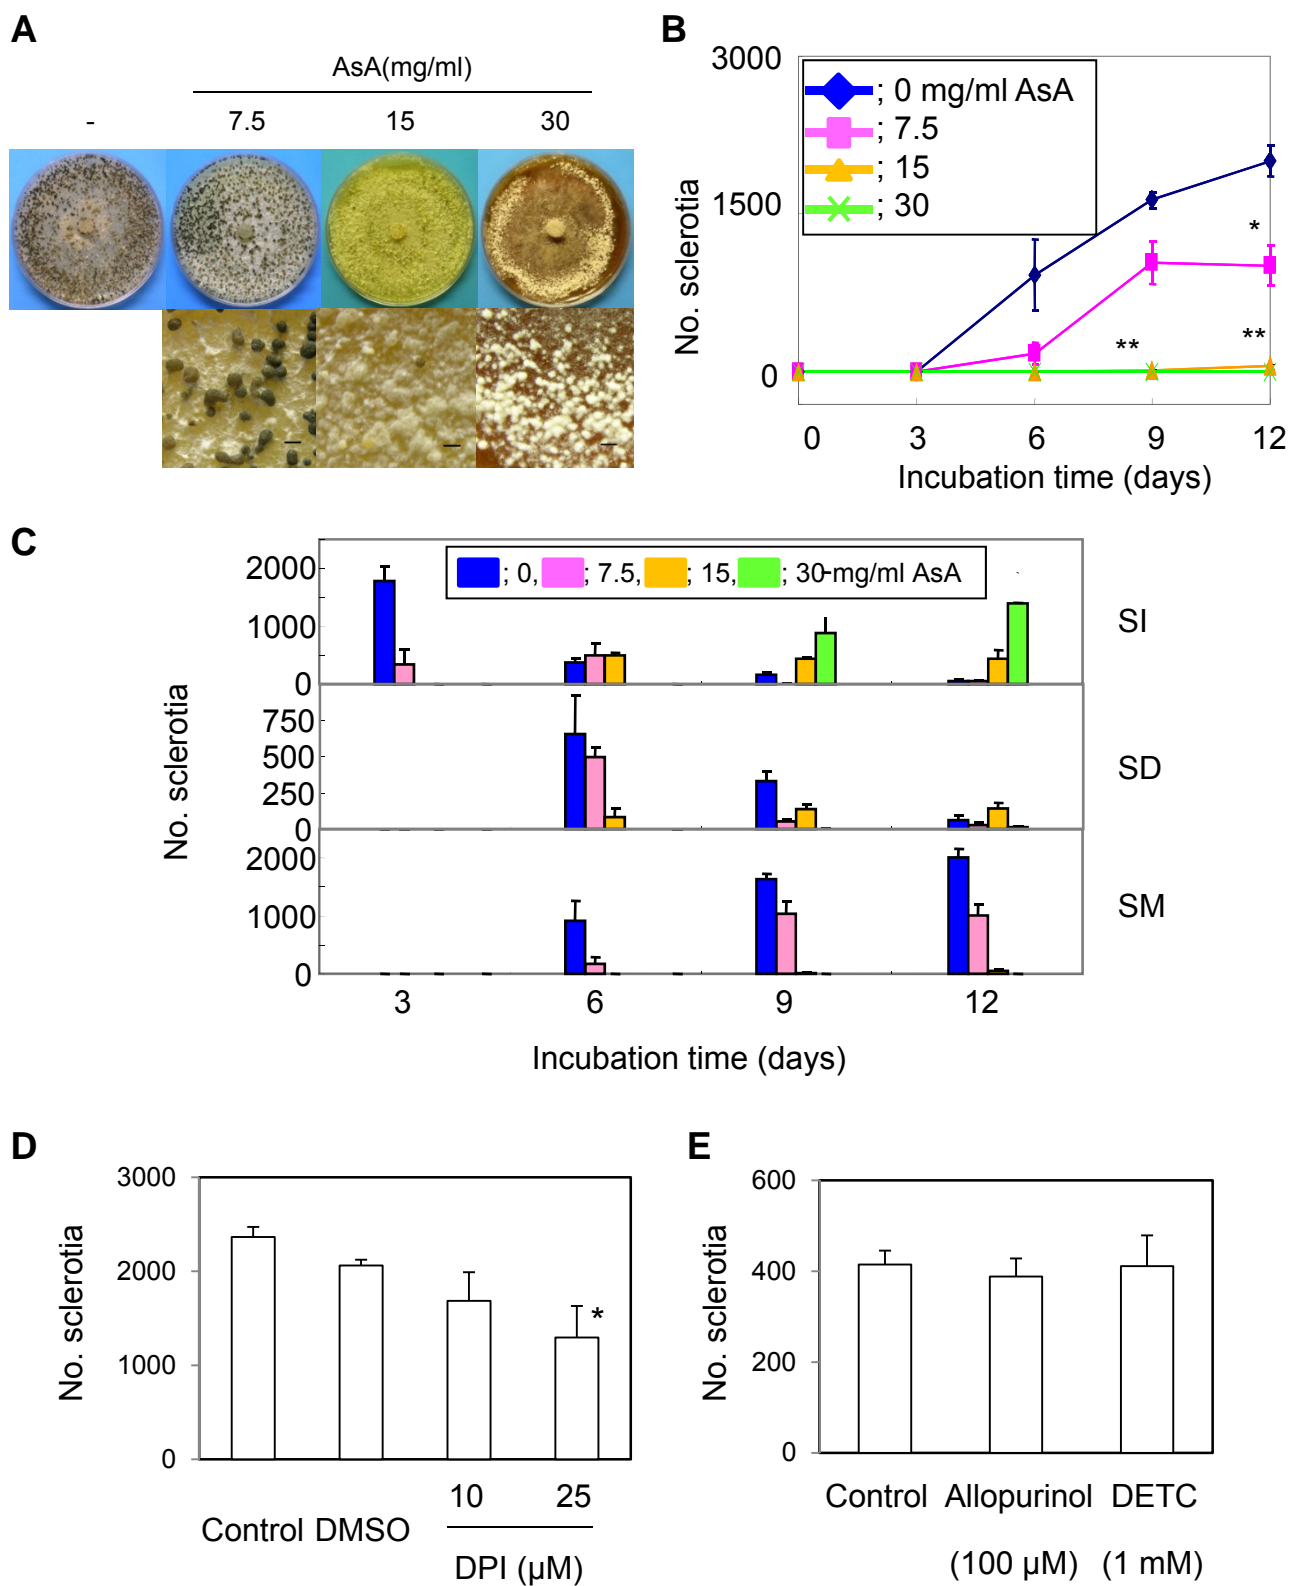 A
AsA(mg/ml)
- 7.5 15 30
B
3000
1500
0
No. sclerotia
; 0 mg/ml AsA
; 7.5
; 15
; 30
*
**
**
0 3 6 9 12
Incubation time (days)
C
; 0, ; 7.5, ; 15, ; 30 mg/ml AsA
2000
1000
0
SI
750
500
250
0
SD
2000
1000
0
SM
No. sclerotia
3 6 9 12
Incubation time (days)
D
3000
2000
1000
0
No. sclerotia
*
10 25
Control DMSO
DPI (µM)
E
600
400
200
0
No. sclerotia
Control Allopurinol DETC
(100 µM) (1 mM)